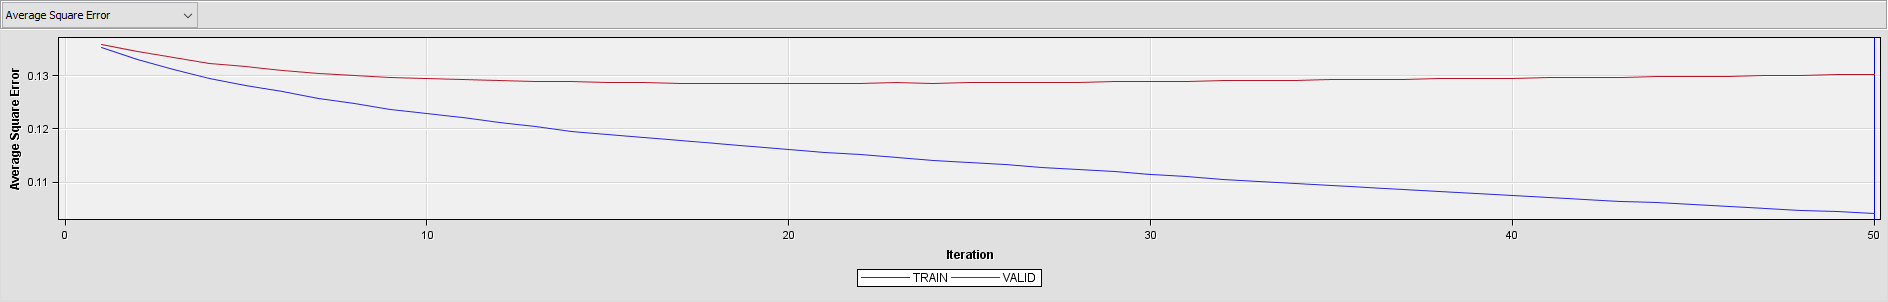 Average Square Error
Average Square Error
0.13
0.12
0.11
0 10 20 30 40 50
Iteration
TRAIN VALID